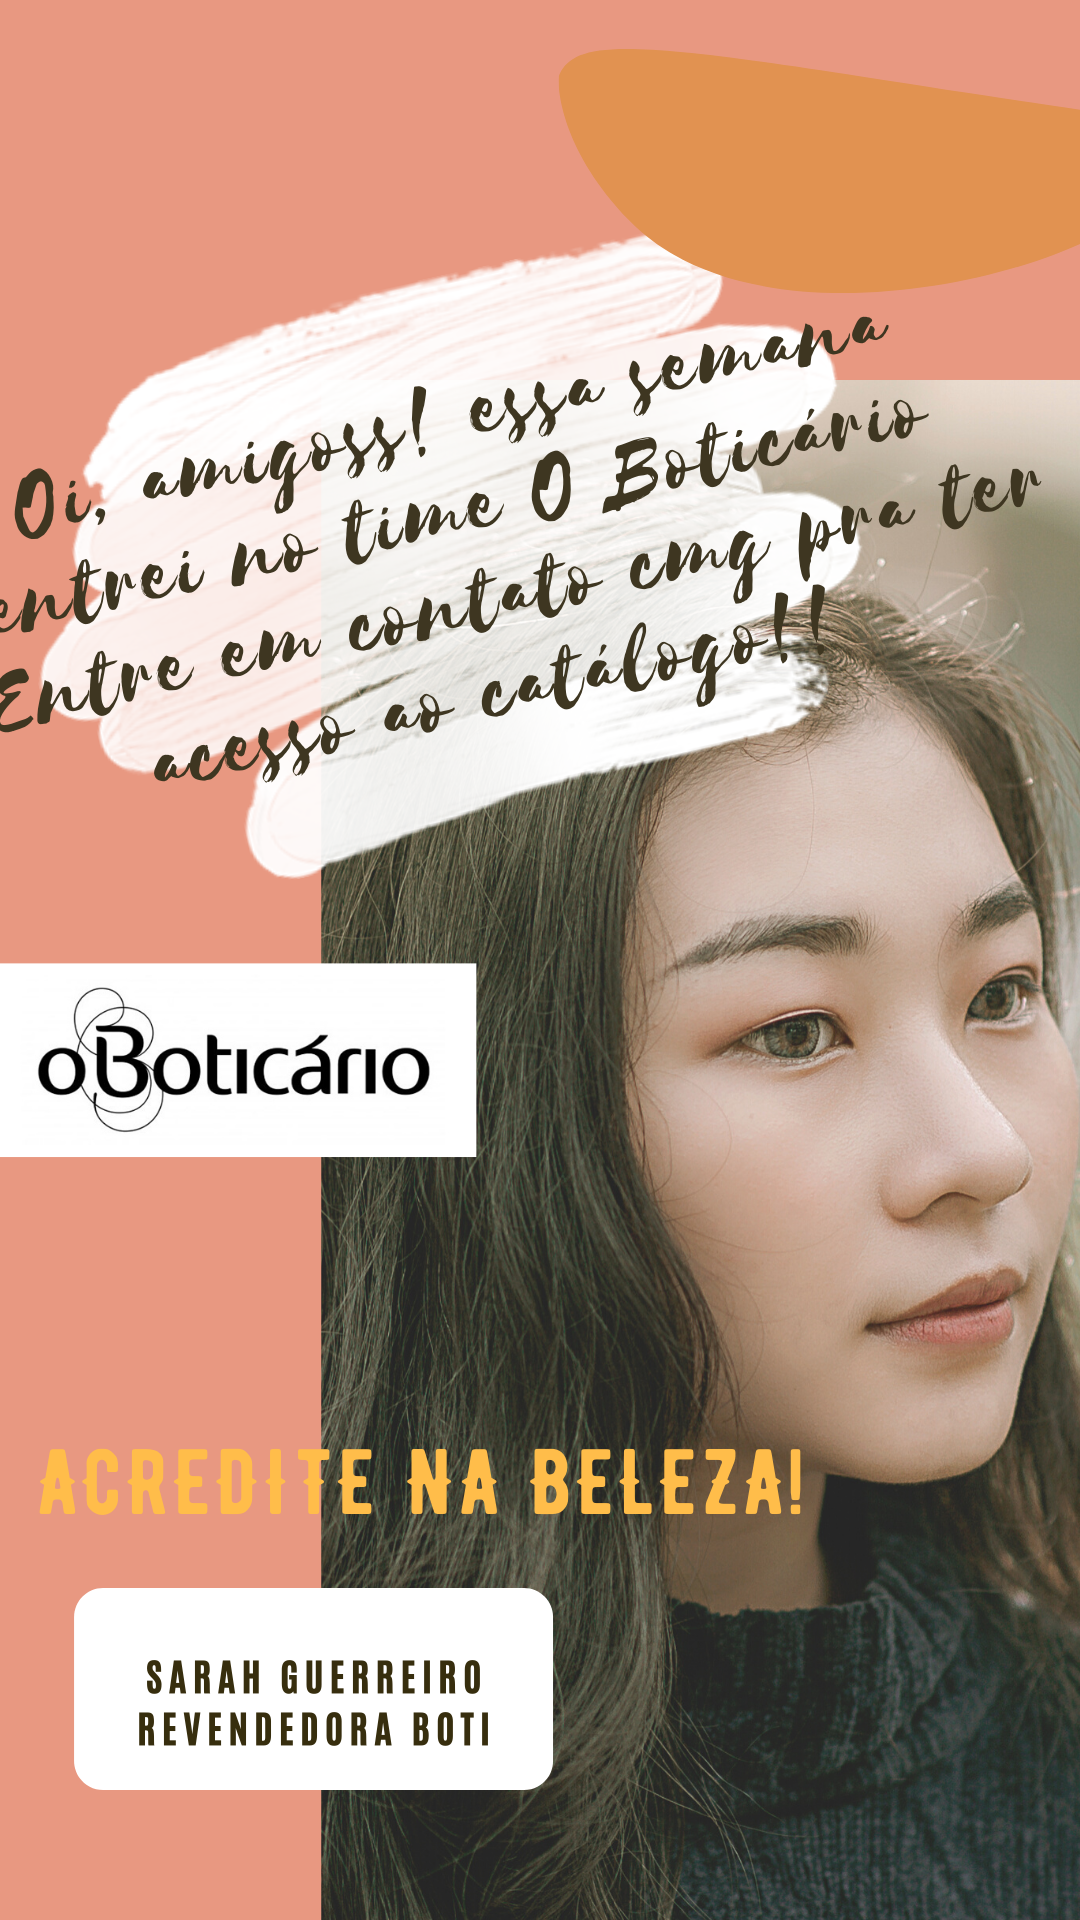 Oi, amigoss! essa semana
entrei no time O Boticário
Entre em contato cmg pra ter
acesso ao catálogo!!
oBoticário
ACREDITE NA BELEZA!
SARAH GUERREIRO
REVENDEDORA BOTI